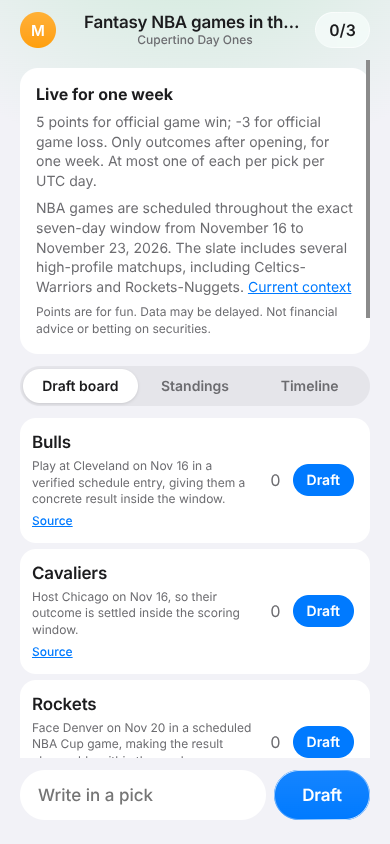 M
Fantasy NBA games in th...
Cupertino Day Ones
0/3
Live for one week
5 points for official game win; -3 for official
game loss. Only outcomes after opening, for
one week. At most one of each per pick per
UTC day.
NBA games are scheduled throughout the exact
seven-day window from November 16 to
November 23, 2026. The slate includes several
high-profile matchups, including Celtics-
Warriors and Rockets-Nuggets. Current context
Points are for fun. Data may be delayed. Not financial
advice or betting on securities.
Draft board
Standings
Timeline
Bulls
Play at Cleveland on Nov 16 in a
verified schedule entry, giving them a
concrete result inside the window.
Source
0
Draft
Cavaliers
Host Chicago on Nov 16, so their
outcome is settled inside the scoring
window.
Source
0
Draft
Rockets
Face Denver on Nov 20 in a scheduled
NBA Cup game, making the result
0
Draft
Write in a pick
Draft